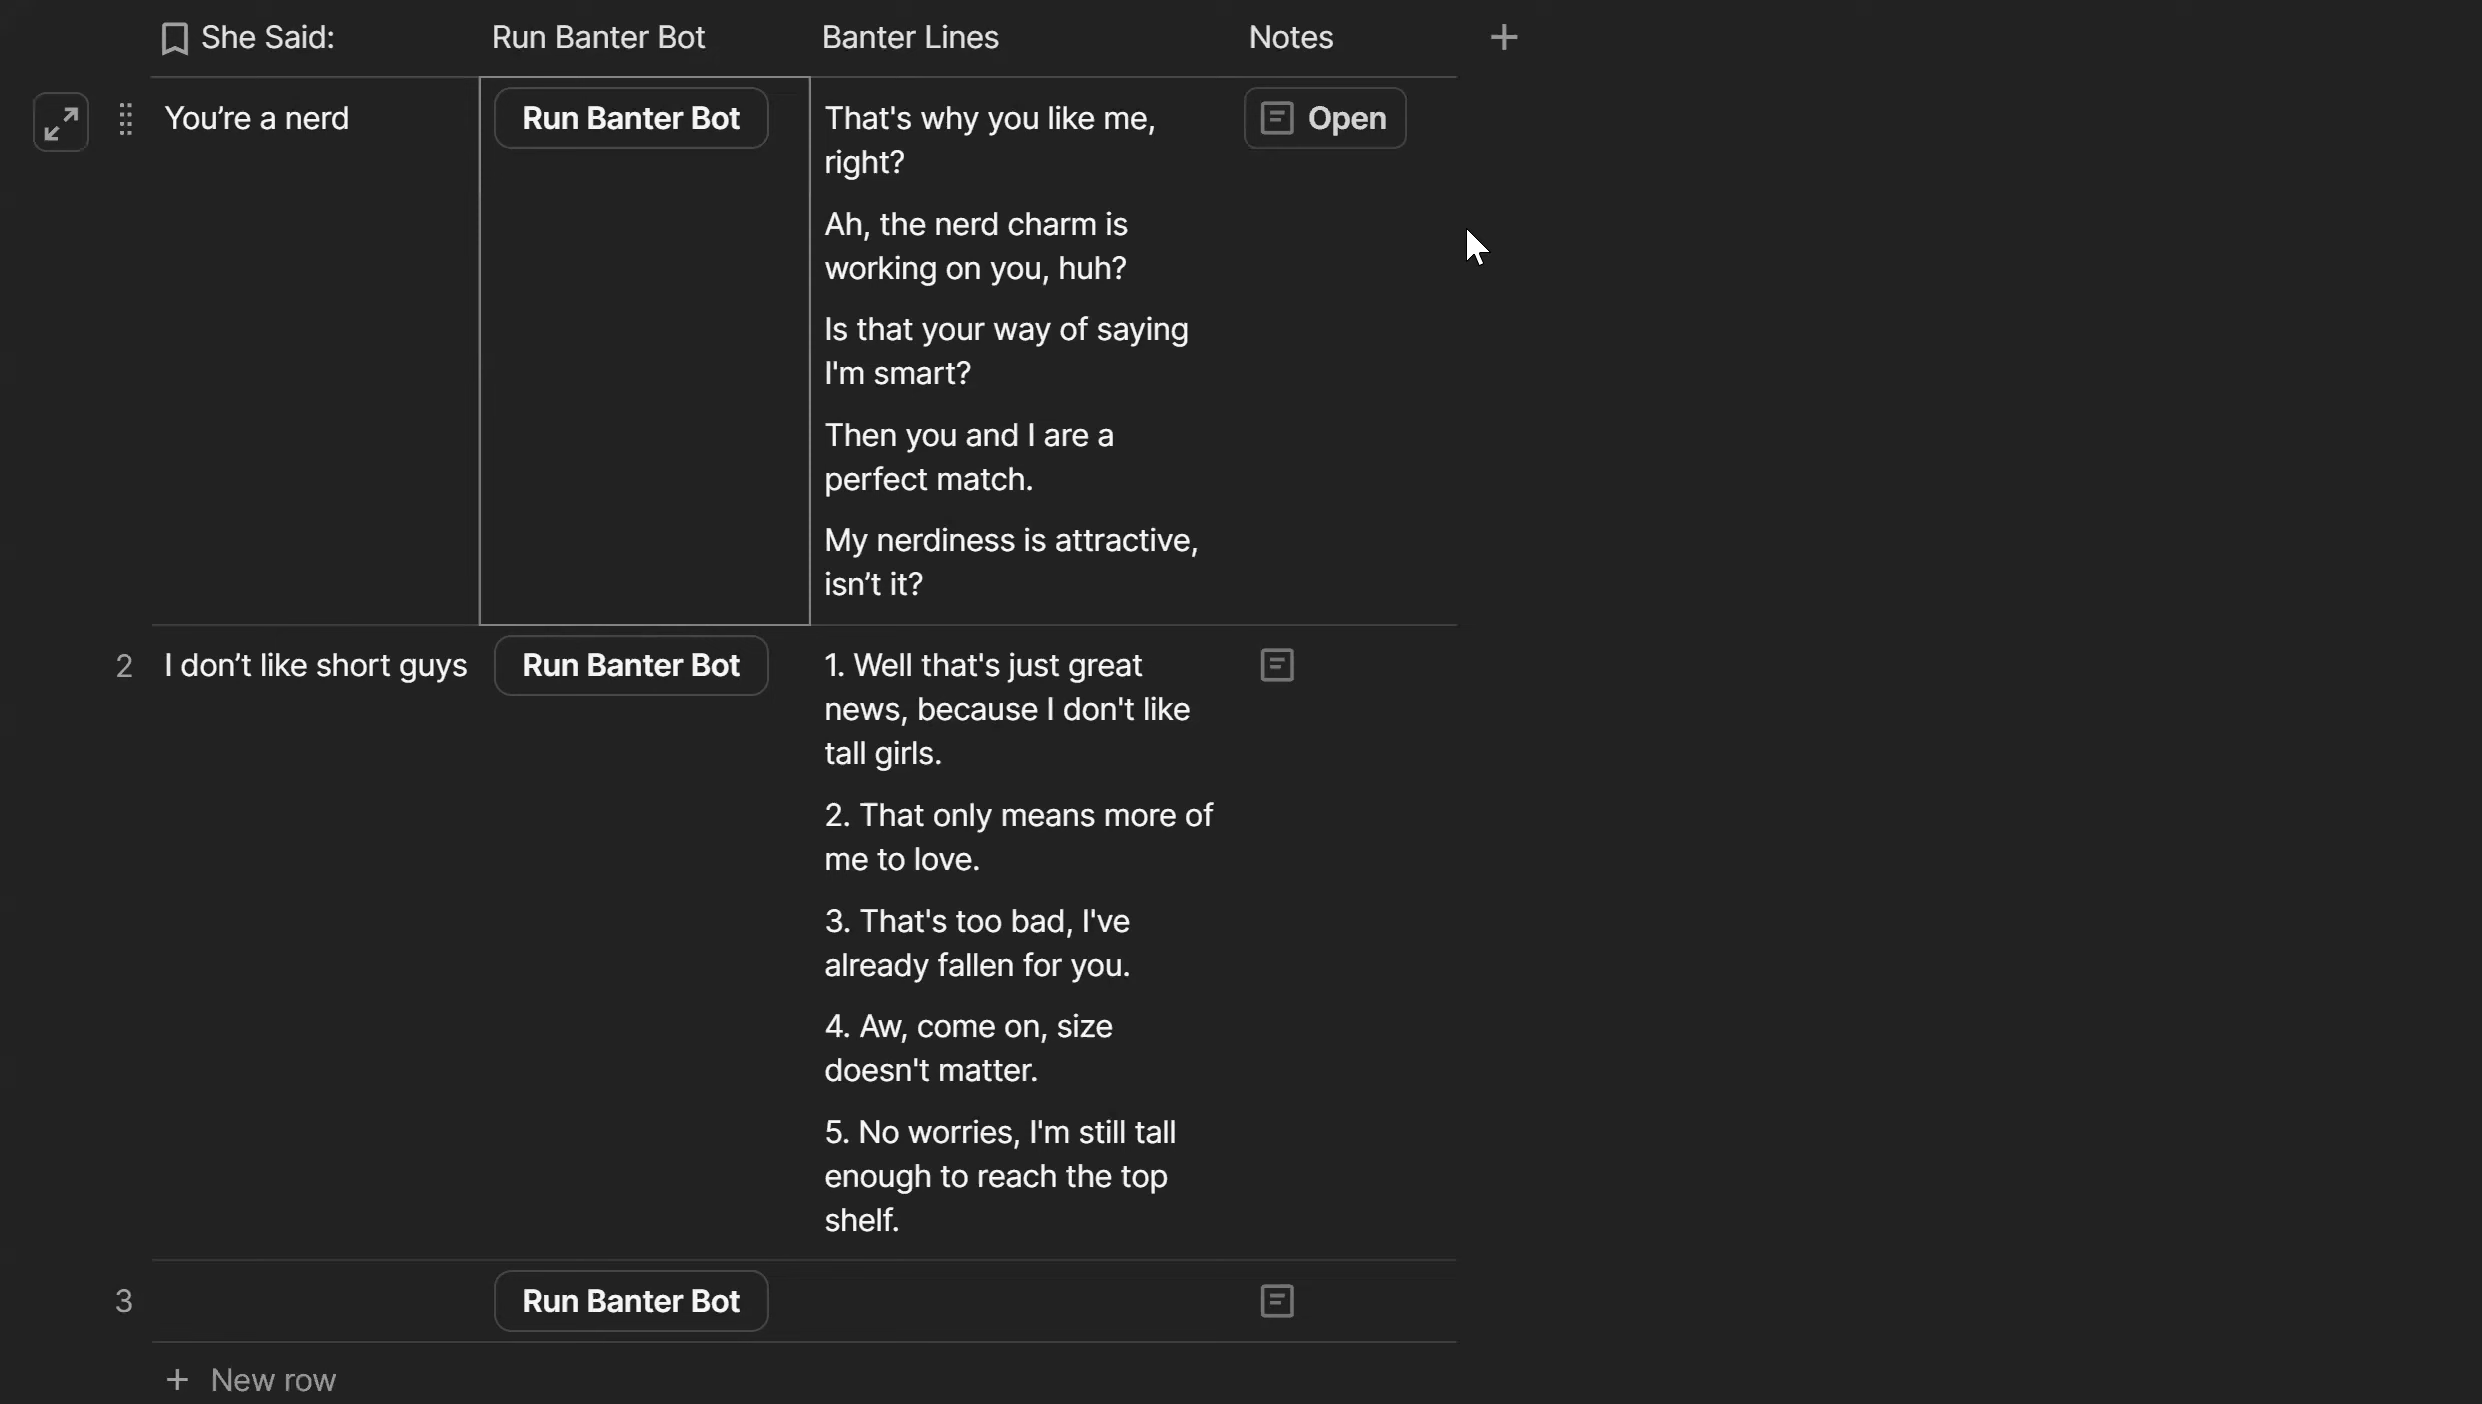 She Said:
Run Banter Bot
Banter Lines
Notes
You’re a nerd
Run Banter Bot
That's why you like me,
right?
Ah, the nerd charm is
working on you, huh?
Is that your way of saying
I'm smart?
Then you and I are a
perfect match.
My nerdiness is attractive,
isn’t it?
Open
2
I don’t like short guys
Run Banter Bot
1. Well that's just great
news, because I don't like
tall girls.
2. That only means more of
me to love.
3. That's too bad, I've
already fallen for you.
4. Aw, come on, size
doesn't matter.
5. No worries, I'm still tall
enough to reach the top
shelf.
3
Run Banter Bot
+ New row